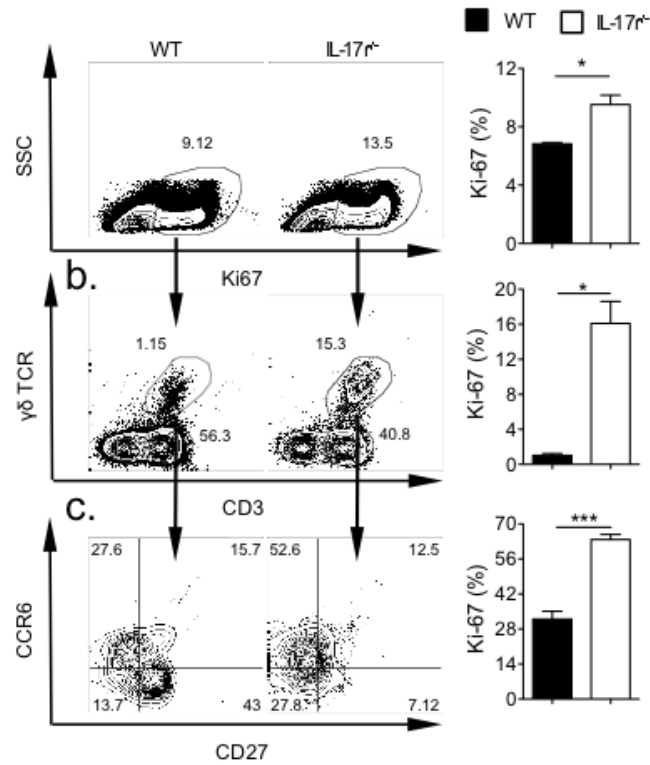 WT IL-17r⁻/⁻
WT IL-17r⁻/⁻
SSC
9.12 13.5
Ki67
Ki-67 (%)
12
8
4
0
*
b.
γδ TCR
1.15 15.3
56.3 40.8
CD3
Ki-67 (%)
20
16
12
8
4
0
*
c.
CCR6
27.6 15.7 52.6 12.5
13.7 43 27.8 7.12
CD27
Ki-67 (%)
70
56
42
28
14
0
***